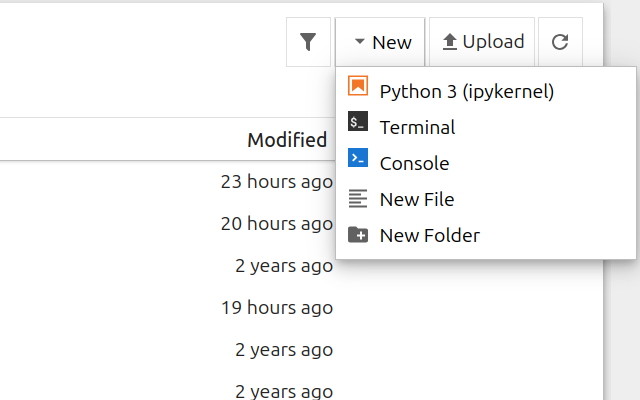 New
Upload
Python 3 (ipykernel)
$_ Terminal
>_ Console
New File
New Folder
Modified
23 hours ago
20 hours ago
2 years ago
19 hours ago
2 years ago
2 years ago